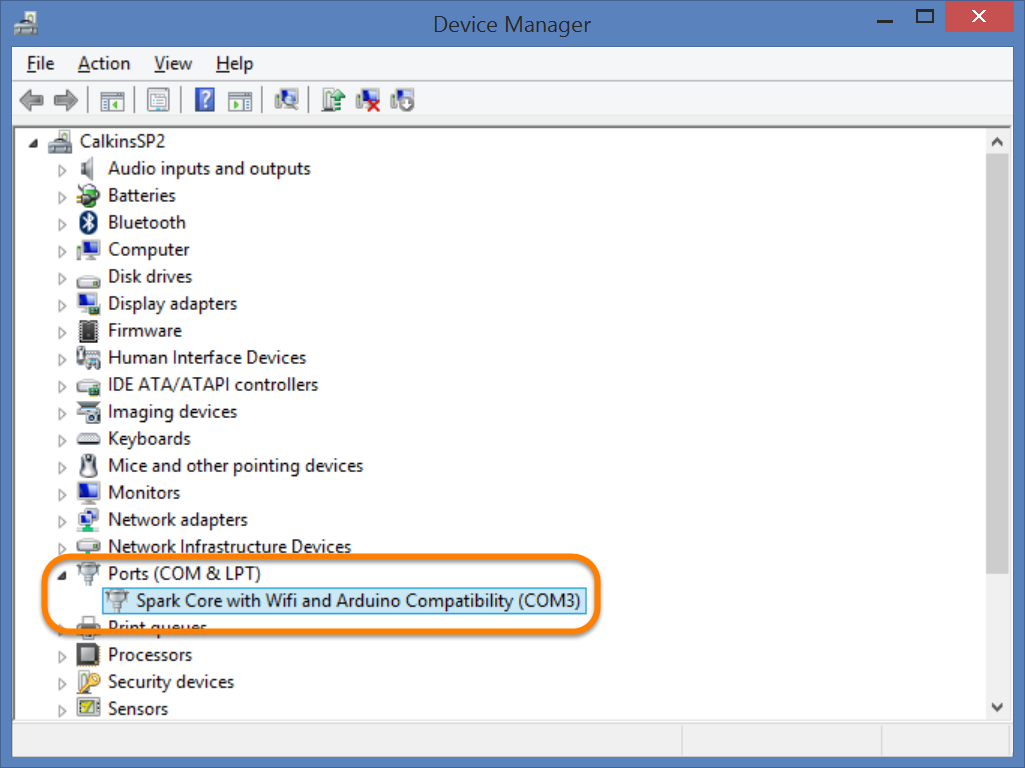 Device Manager
File Action View Help
CalkinsSP2
Audio inputs and outputs
Batteries
Bluetooth
Computer
Disk drives
Display adapters
Firmware
Human Interface Devices
IDE ATA/ATAPI controllers
Imaging devices
Keyboards
Mice and other pointing devices
Monitors
Network adapters
Network Infrastructure Devices
Ports (COM & LPT)
Spark Core with Wifi and Arduino Compatibility (COM3)
Print queues
Processors
Security devices
Sensors